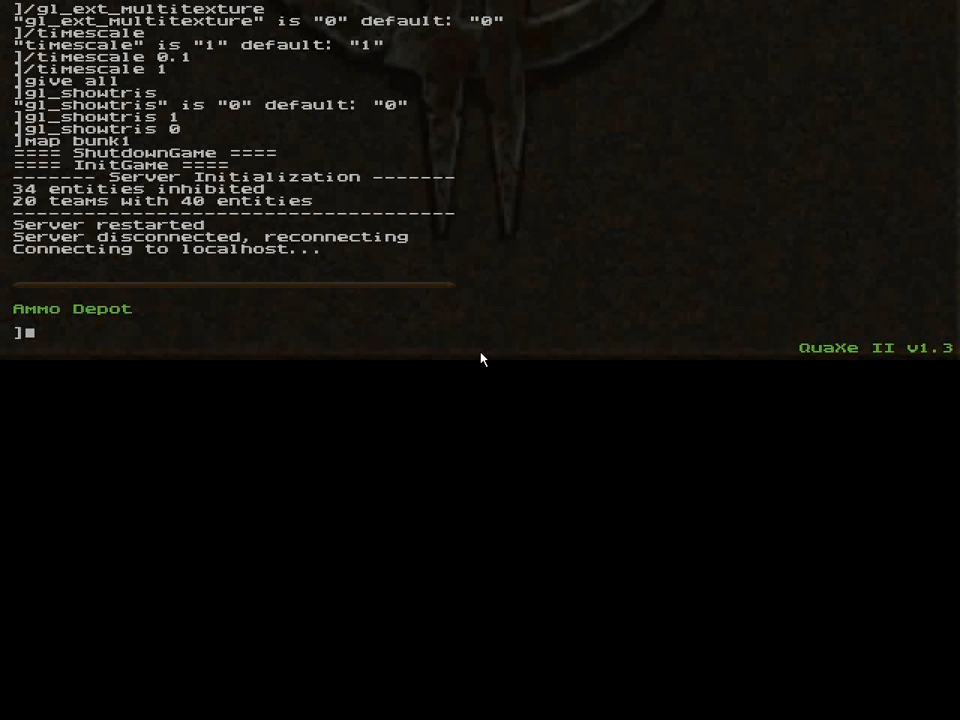 ]/gl_ext_multitexture
"gl_ext_multitexture" is "0" default: "0"
]/timescale
"timescale" is "1" default: "1"
]/timescale 0.1
]/timescale 1
]give all
]gl_showtris
"gl_showtris" is "0" default: "0"
]gl_showtris 1
]gl_showtris 0
]map bunk1
==== ShutdownGame ====
==== InitGame ====
------- Server Initialization -------
34 entities inhibited
20 teams with 40 entities
-------------------------------------
Server restarted
Server disconnected, reconnecting
Connecting to localhost...
Ammo Depot
]
QuaXe II v1.3